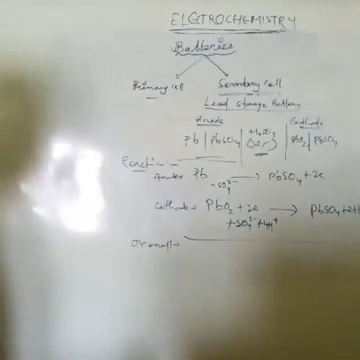 ELECTROCHEMISTRY
Batteries
Primary cell Secondary cell
Lead storage Battery
Anode Cathode
Pb | PbSO4 | H2SO4 | PbO2 | PbSO4
Reaction
Anode Pb + SO4²⁻ → PbSO4 + 2e
Cathode PbO2 + 2e → PbSO4 +
+ SO4²⁻ + 4H⁺
Overall